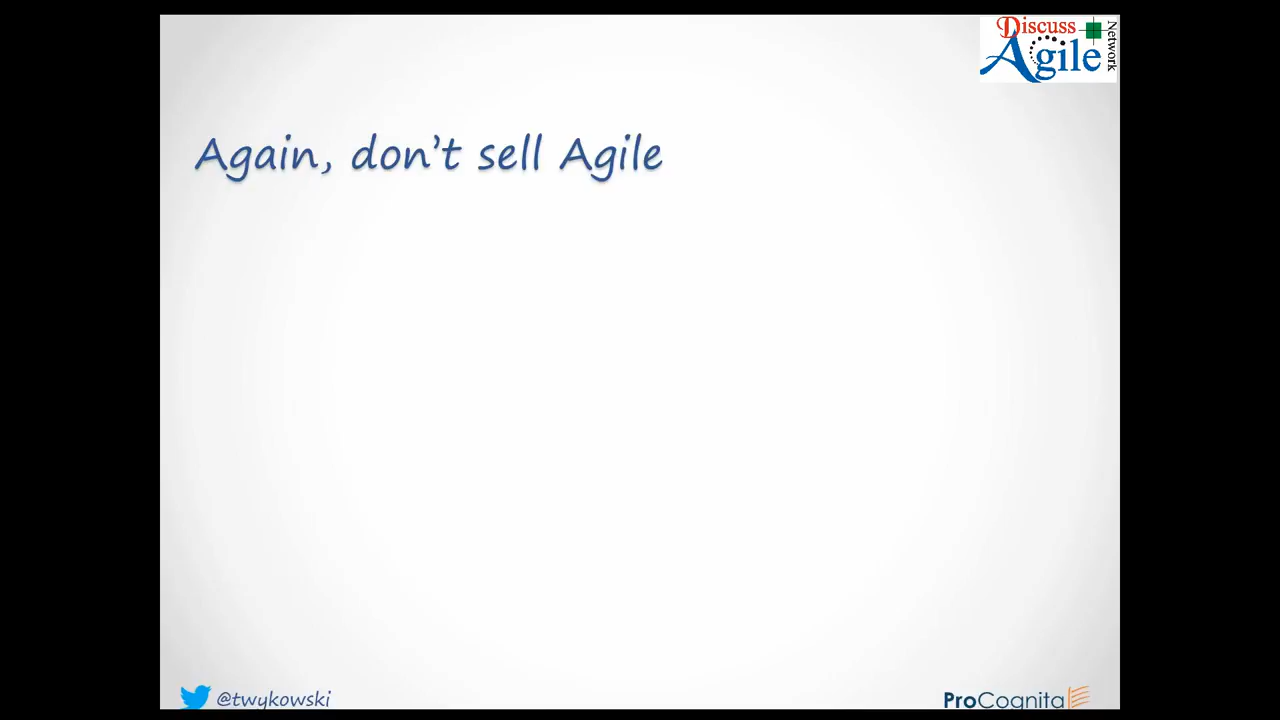 Discuss
Agile
Network
Again, don't sell Agile
@twykowski
ProCognita